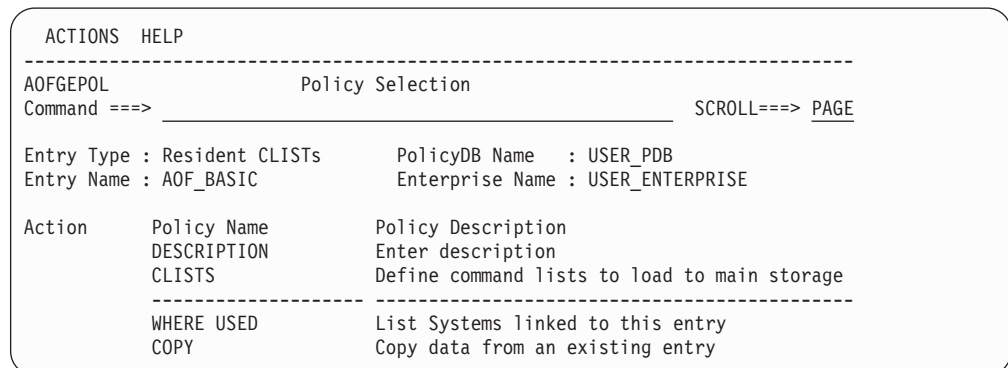 ACTIONS HELP
--------------------------------------------------------------------------------
AOFGEPOL Policy Selection
Command ===> ________________________________________________ SCROLL===> PAGE
Entry Type : Resident CLISTs PolicyDB Name : USER_PDB
Entry Name : AOF_BASIC Enterprise Name : USER_ENTERPRISE
Action Policy Name Policy Description
DESCRIPTION Enter description
CLISTS Define command lists to load to main storage
-------------------- ---------------------------------------------
WHERE USED List Systems linked to this entry
COPY Copy data from an existing entry